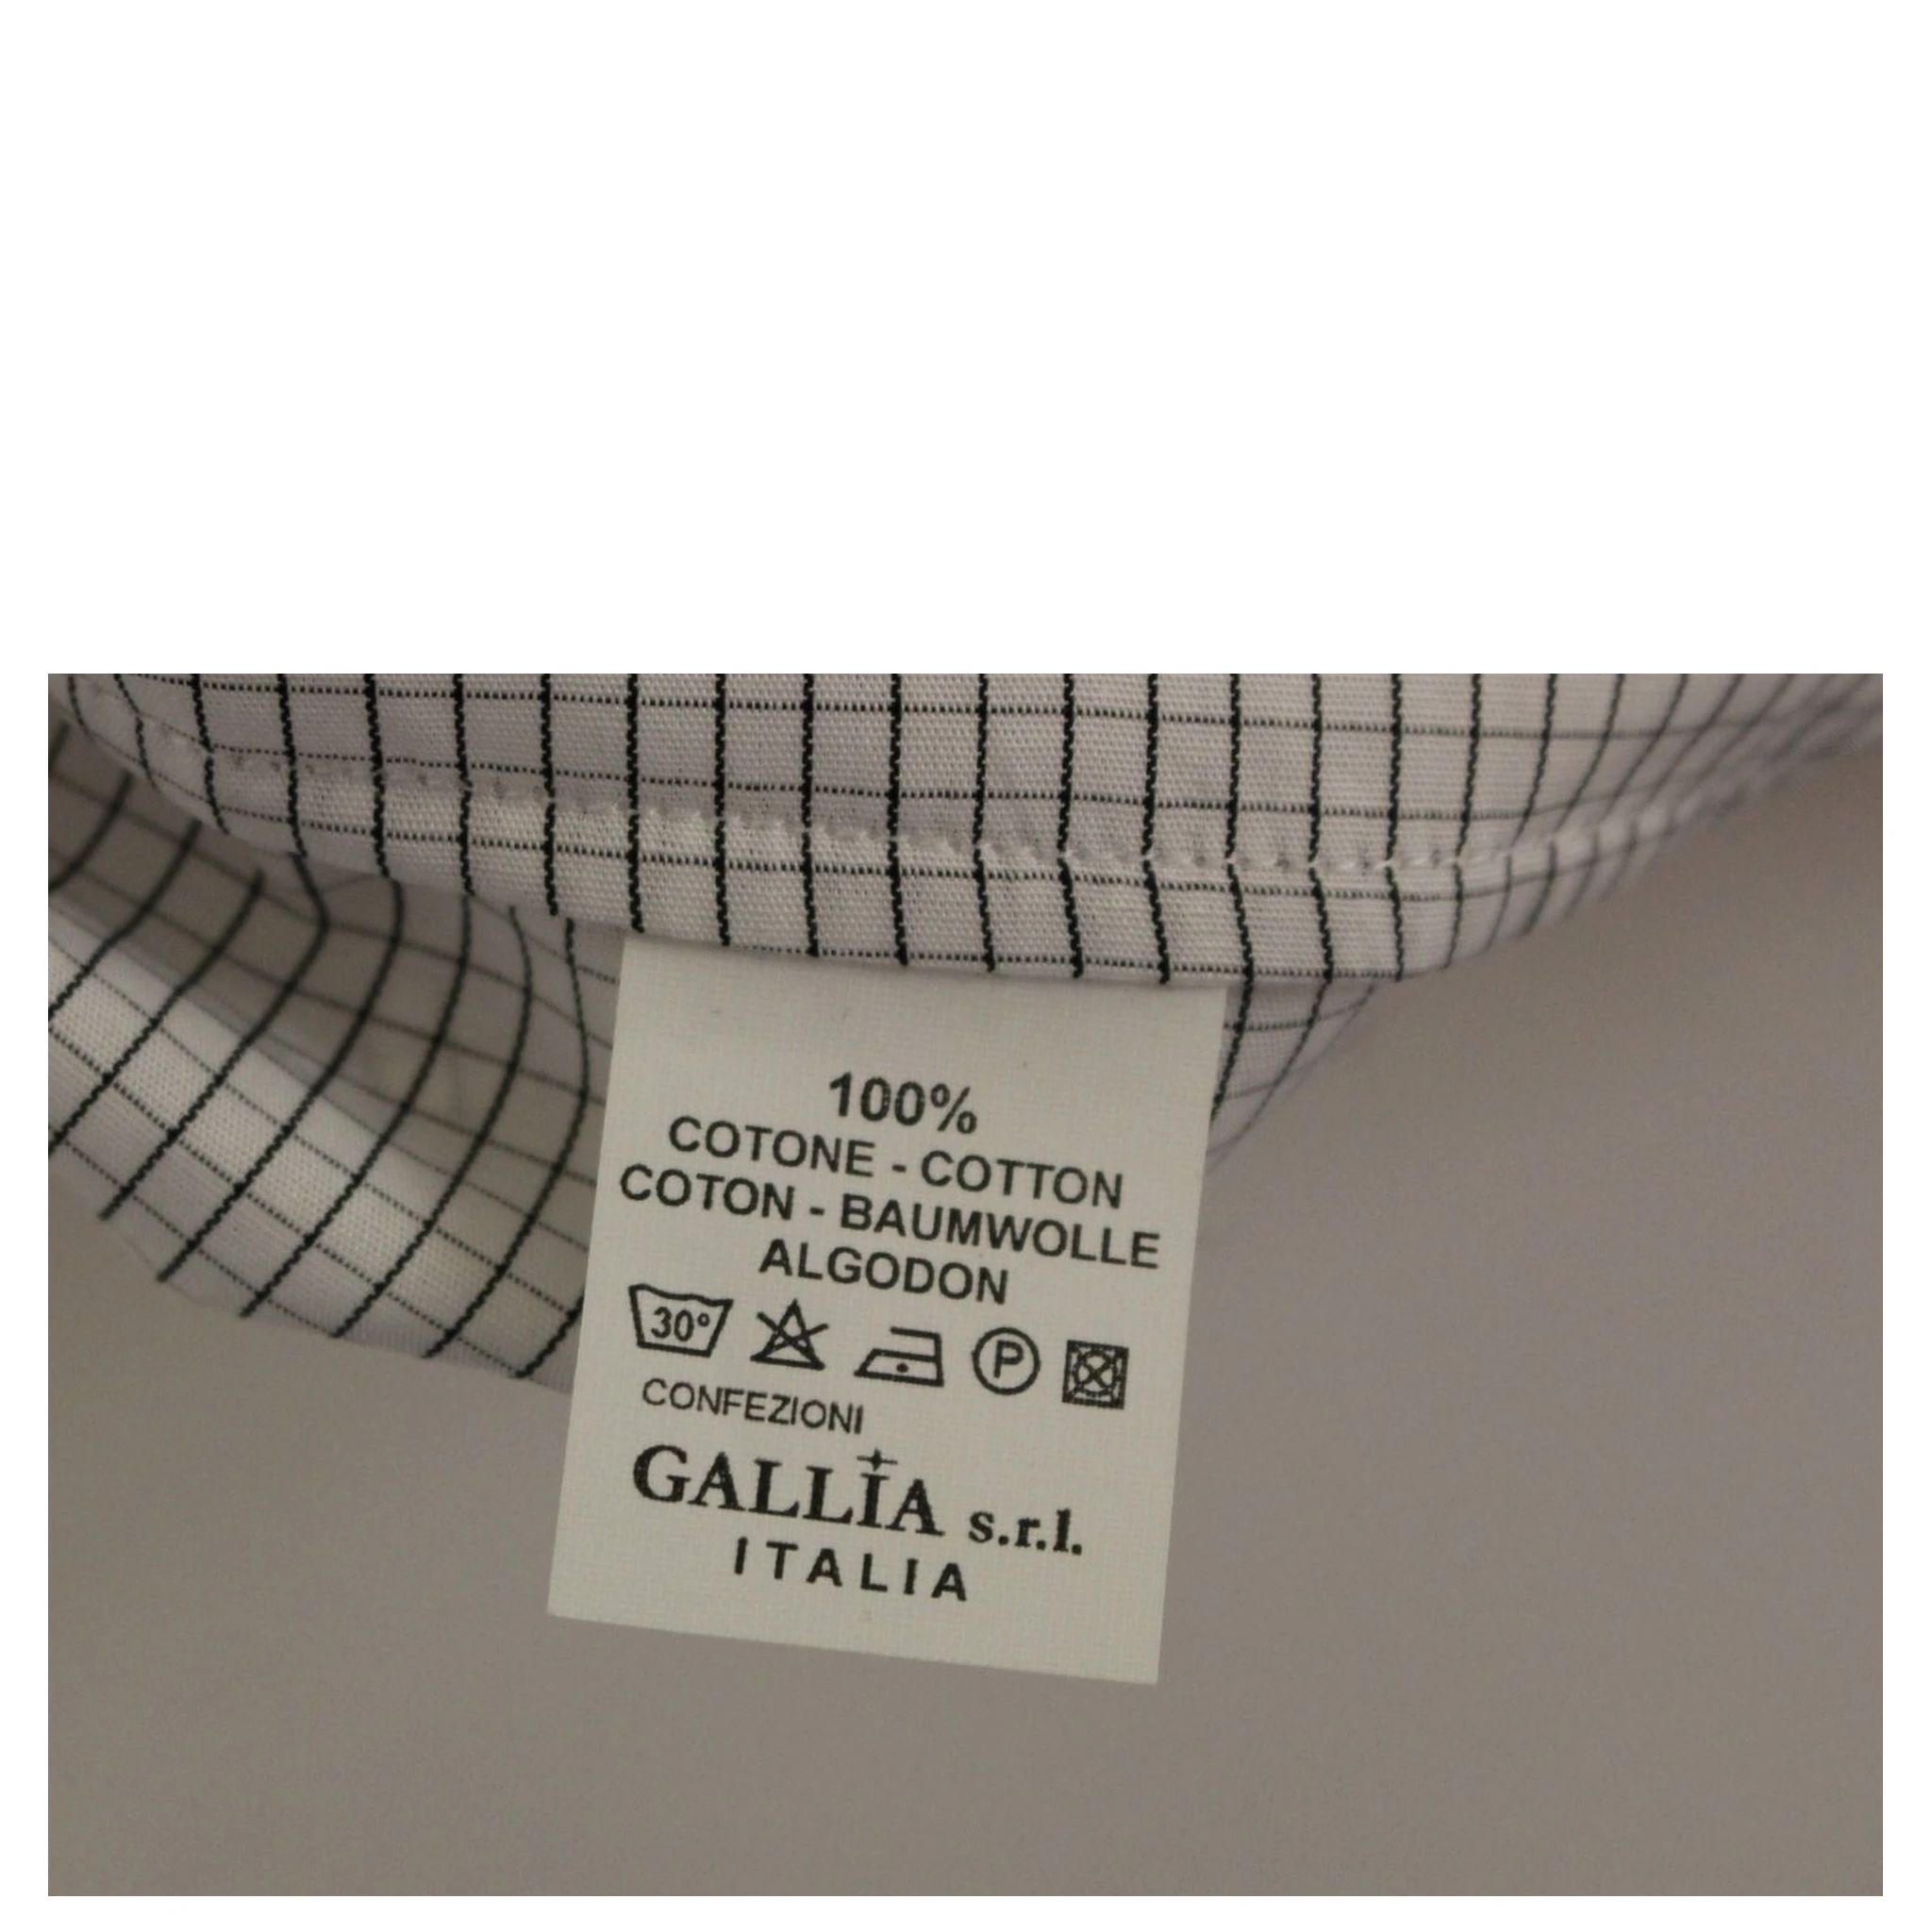 100%
COTONE - COTTON
COTON - BAUMWOLLE
ALGODON
30° P
CONFEZIONI
GALLIA s.r.l.
ITALIA